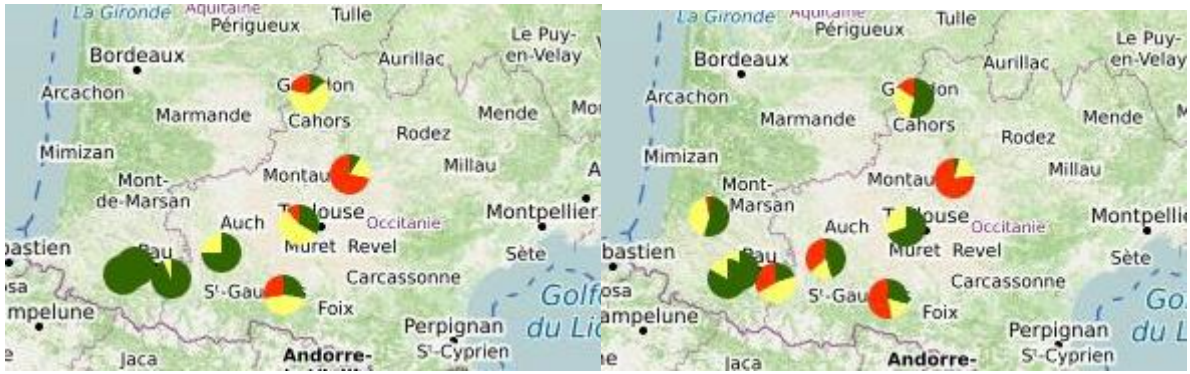 La Gironde
Aquitaine
Tulle
Périgueux
Le Puy-
en-Velay
Bordeaux
Aurillac
Arcachon
Marmande
Mende
Cahors
Rodez
Mimizan
Millau
Mont-
de-Marsan
Auch
Occitanie
Montpellier
Muret
Revel
Sète
Carcassonne
Foix
Perpignan
St-Cyprien
Jaca
Andorre-
La Gironde
Tulle
Périgueux
Le Puy-
en-Velay
Bordeaux
Aurillac
Arcachon
Marmande
Mende
Cahors
Rodez
Mimizan
Millau
Mont-
Marsan
Auch
Occitanie
Montpellier
Muret
Revel
Sète
Carcassonne
Foix
Perpignan
St-Cyprien
Jaca
Andorre-